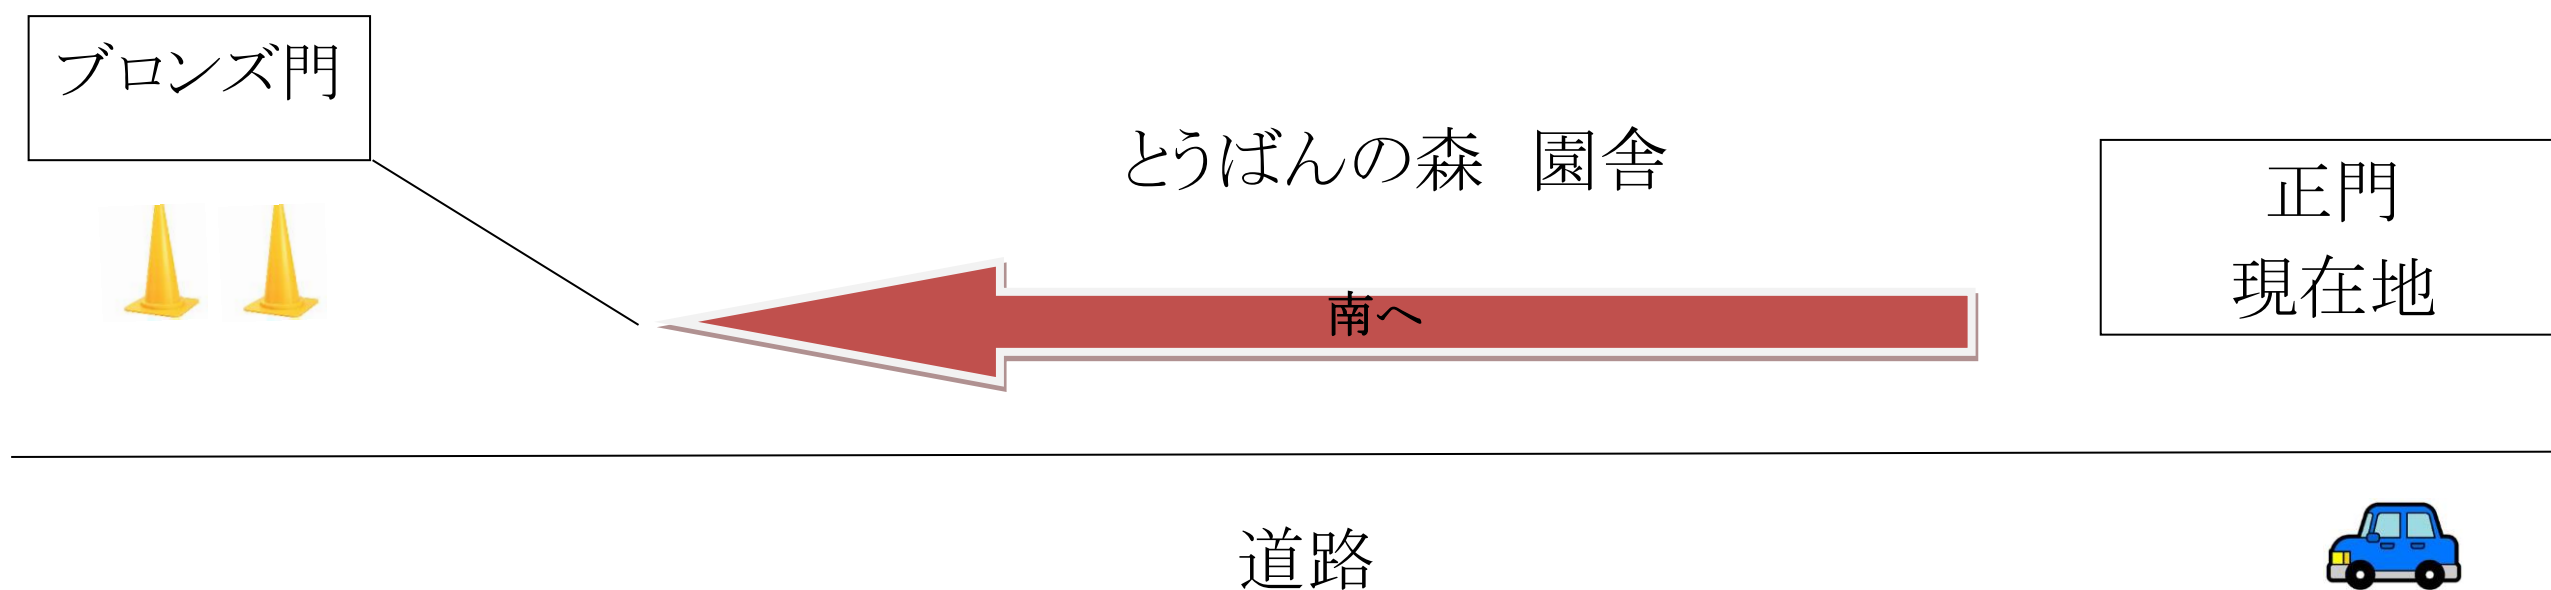 ブロンズ門
とうばんの森　園舎
正門
現在地
南へ
道路